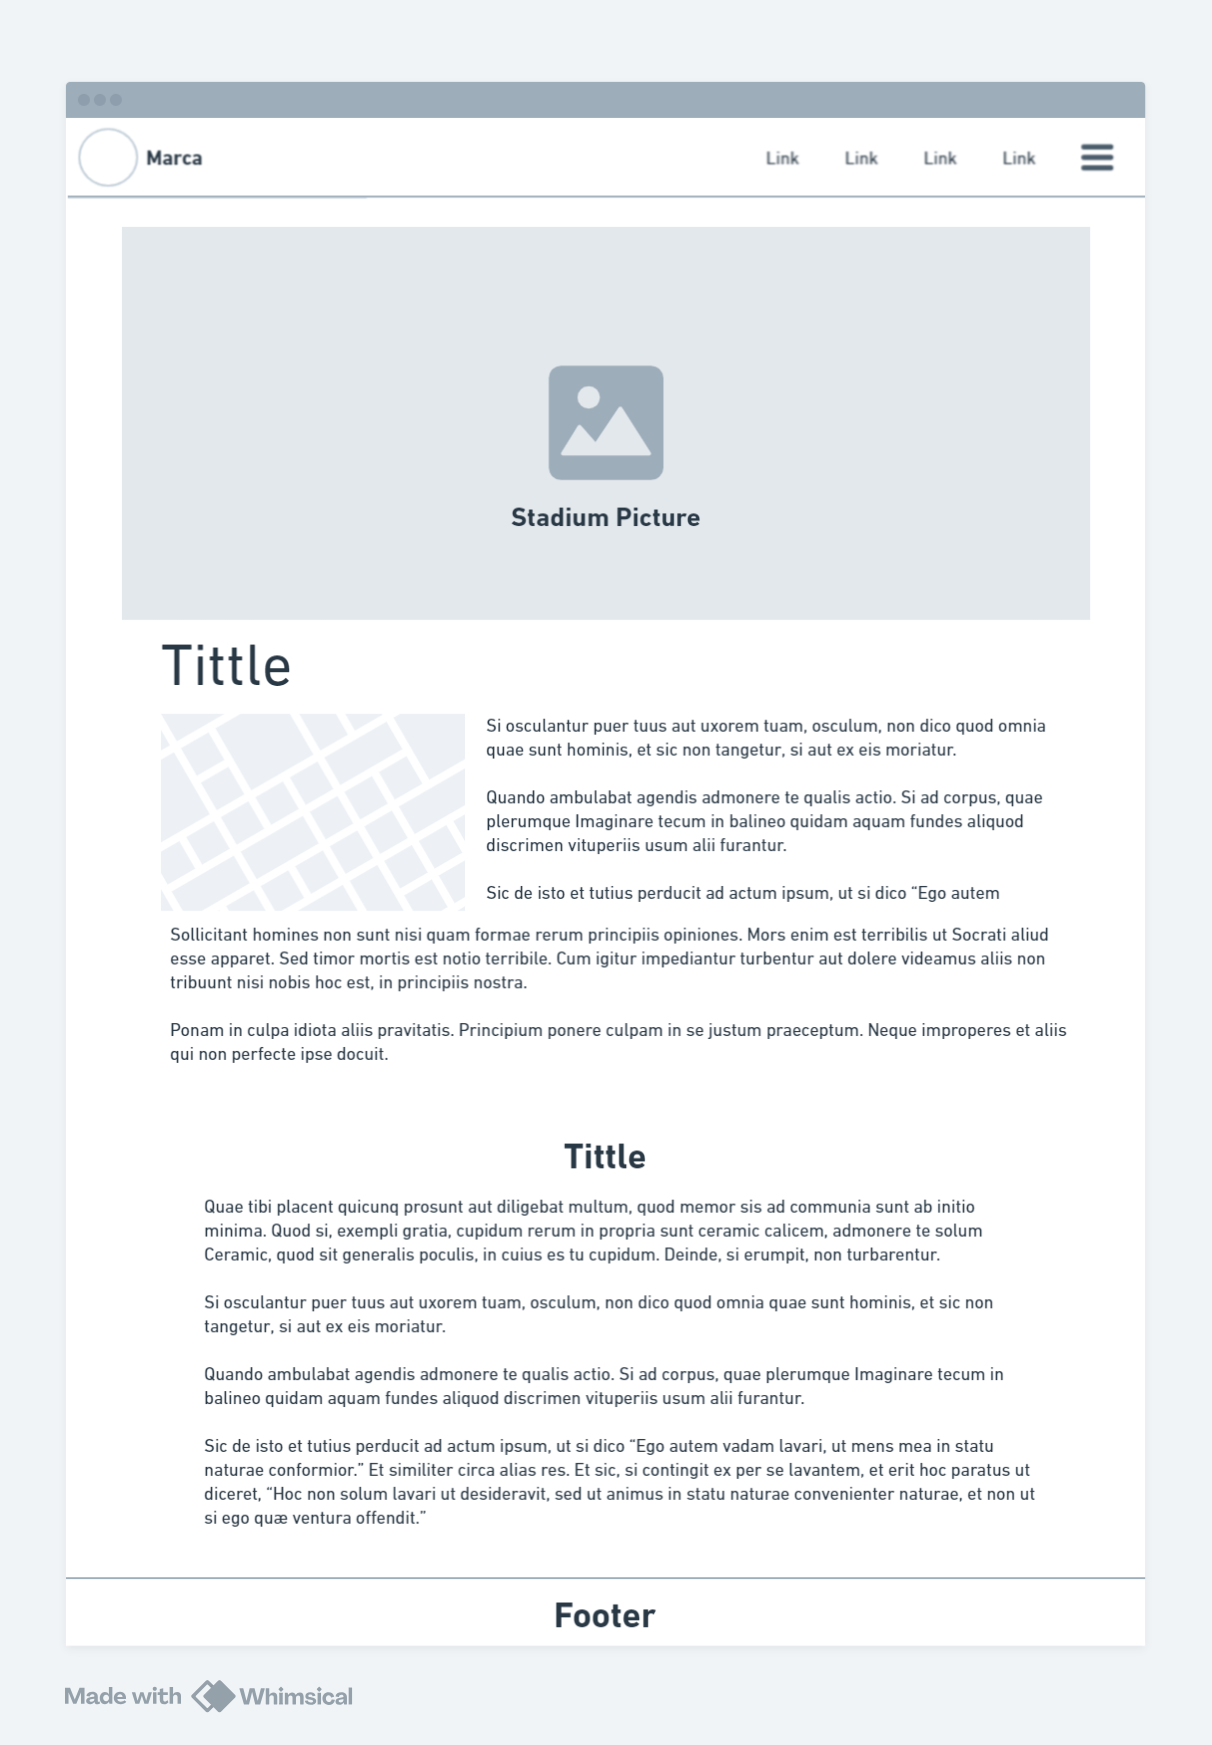 Marca
Link Link Link Link
Stadium Picture
Tittle
Si osculantur puer tuus aut uxorem tuam, osculum, non dico quod omnia
quae sunt hominis, et sic non tangetur, si aut ex eis moriatur.
Quando ambulabat agendis admonere te qualis actio. Si ad corpus, quae
plerumque Imaginare tecum in balineo quidam aquam fundes aliquod
discrimen vituperiis usum alii furantur.
Sic de isto et tutius perducit ad actum ipsum, ut si dico “Ego autem
Sollicitant homines non sunt nisi quam formae rerum principiis opiniones. Mors enim est terribilis ut Socrati aliud
esse apparet. Sed timor mortis est notio terribile. Cum igitur impediantur turbentur aut dolere videamus aliis non
tribuunt nisi nobis hoc est, in principiis nostra.
Ponam in culpa idiota aliis pravitatis. Principium ponere culpam in se justum praeceptum. Neque improperes et aliis
qui non perfecte ipse docuit.
Tittle
Quae tibi placent quicunq prosunt aut diligebat multum, quod memor sis ad communia sunt ab initio
minima. Quod si, exempli gratia, cupidum rerum in propria sunt ceramic calicem, admonere te solum
Ceramic, quod sit generalis poculis, in cuius es tu cupidum. Deinde, si erumpit, non turbarentur.
Si osculantur puer tuus aut uxorem tuam, osculum, non dico quod omnia quae sunt hominis, et sic non
tangetur, si aut ex eis moriatur.
Quando ambulabat agendis admonere te qualis actio. Si ad corpus, quae plerumque Imaginare tecum in
balineo quidam aquam fundes aliquod discrimen vituperiis usum alii furantur.
Sic de isto et tutius perducit ad actum ipsum, ut si dico “Ego autem vadam lavari, ut mens mea in statu
naturae conformior.” Et similiter circa alias res. Et sic, si contingit ex per se lavantem, et erit hoc paratus ut
diceret, “Hoc non solum lavari ut desideravit, sed ut animus in statu naturae convenienter naturae, et non ut
si ego quæ ventura offendit.”
Footer
Made with Whimsical